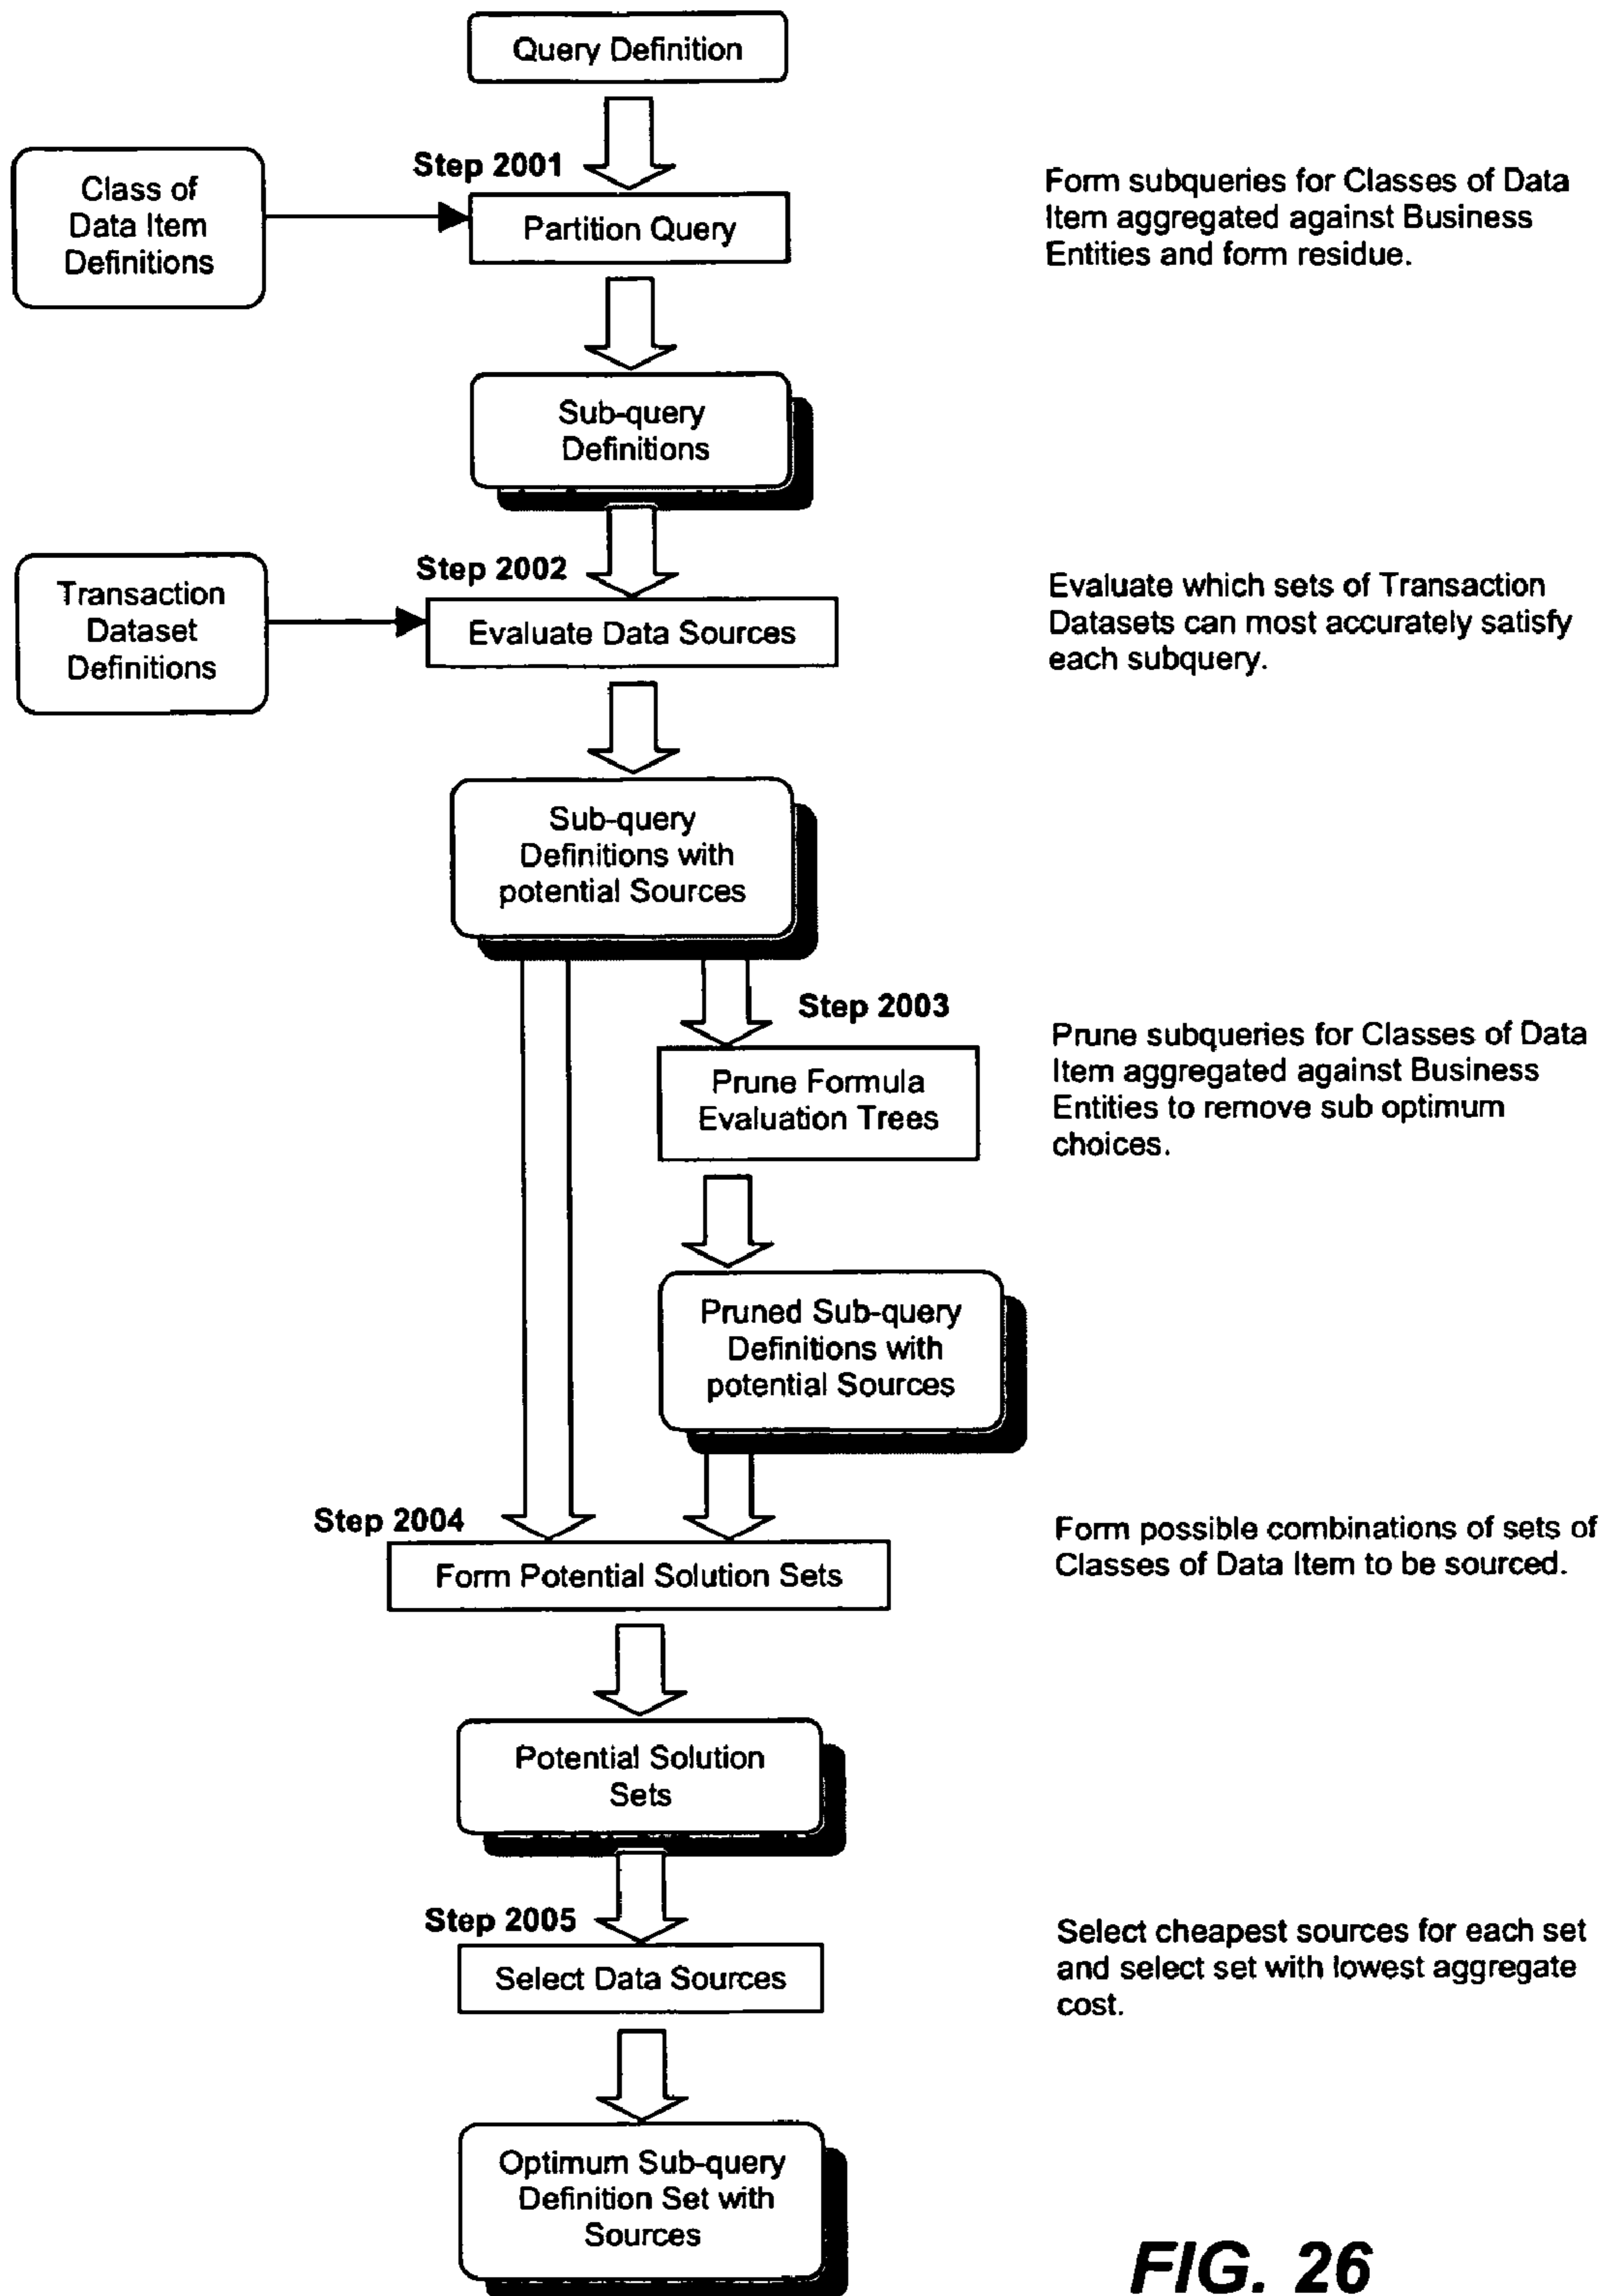 Query Definition
Step 2001
Class of
Data Item
Definitions
Partition Query
Form subqueries for Classes of Data
Item aggregated against Business
Entities and form residue.
Sub-query
Definitions
Step 2002
Transaction
Dataset
Definitions
Evaluate Data Sources
Evaluate which sets of Transaction
Datasets can most accurately satisfy
each subquery.
Sub-query
Definitions with
potential Sources
Step 2003
Prune Formula
Evaluation Trees
Prune subqueries for Classes of Data
Item aggregated against Business
Entities to remove sub optimum
choices.
Pruned Sub-query
Definitions with
potential Sources
Step 2004
Form Potential Solution Sets
Form possible combinations of sets of
Classes of Data Item to be sourced.
Potential Solution
Sets
Step 2005
Select Data Sources
Select cheapest sources for each set
and select set with lowest aggregate
cost.
Optimum Sub-query
Definition Set with
Sources
FIG. 26